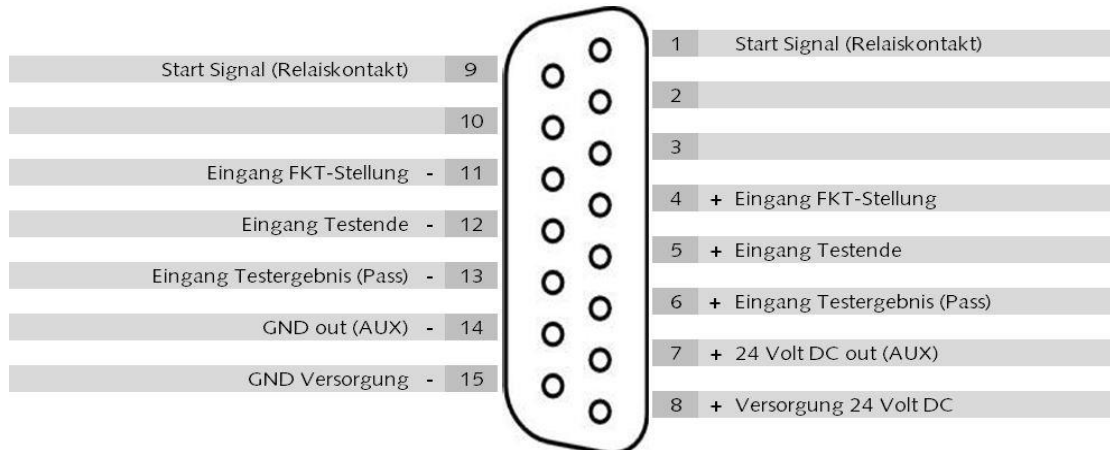 1 Start Signal (Relaiskontakt)
2
3
4 + Eingang FKT-Stellung
5 + Eingang Testende
6 + Eingang Testergebnis (Pass)
7 + 24 Volt DC out (AUX)
8 + Versorgung 24 Volt DC
Start Signal (Relaiskontakt) 9
10
Eingang FKT-Stellung - 11
Eingang Testende - 12
Eingang Testergebnis (Pass) - 13
GND out (AUX) - 14
GND Versorgung - 15